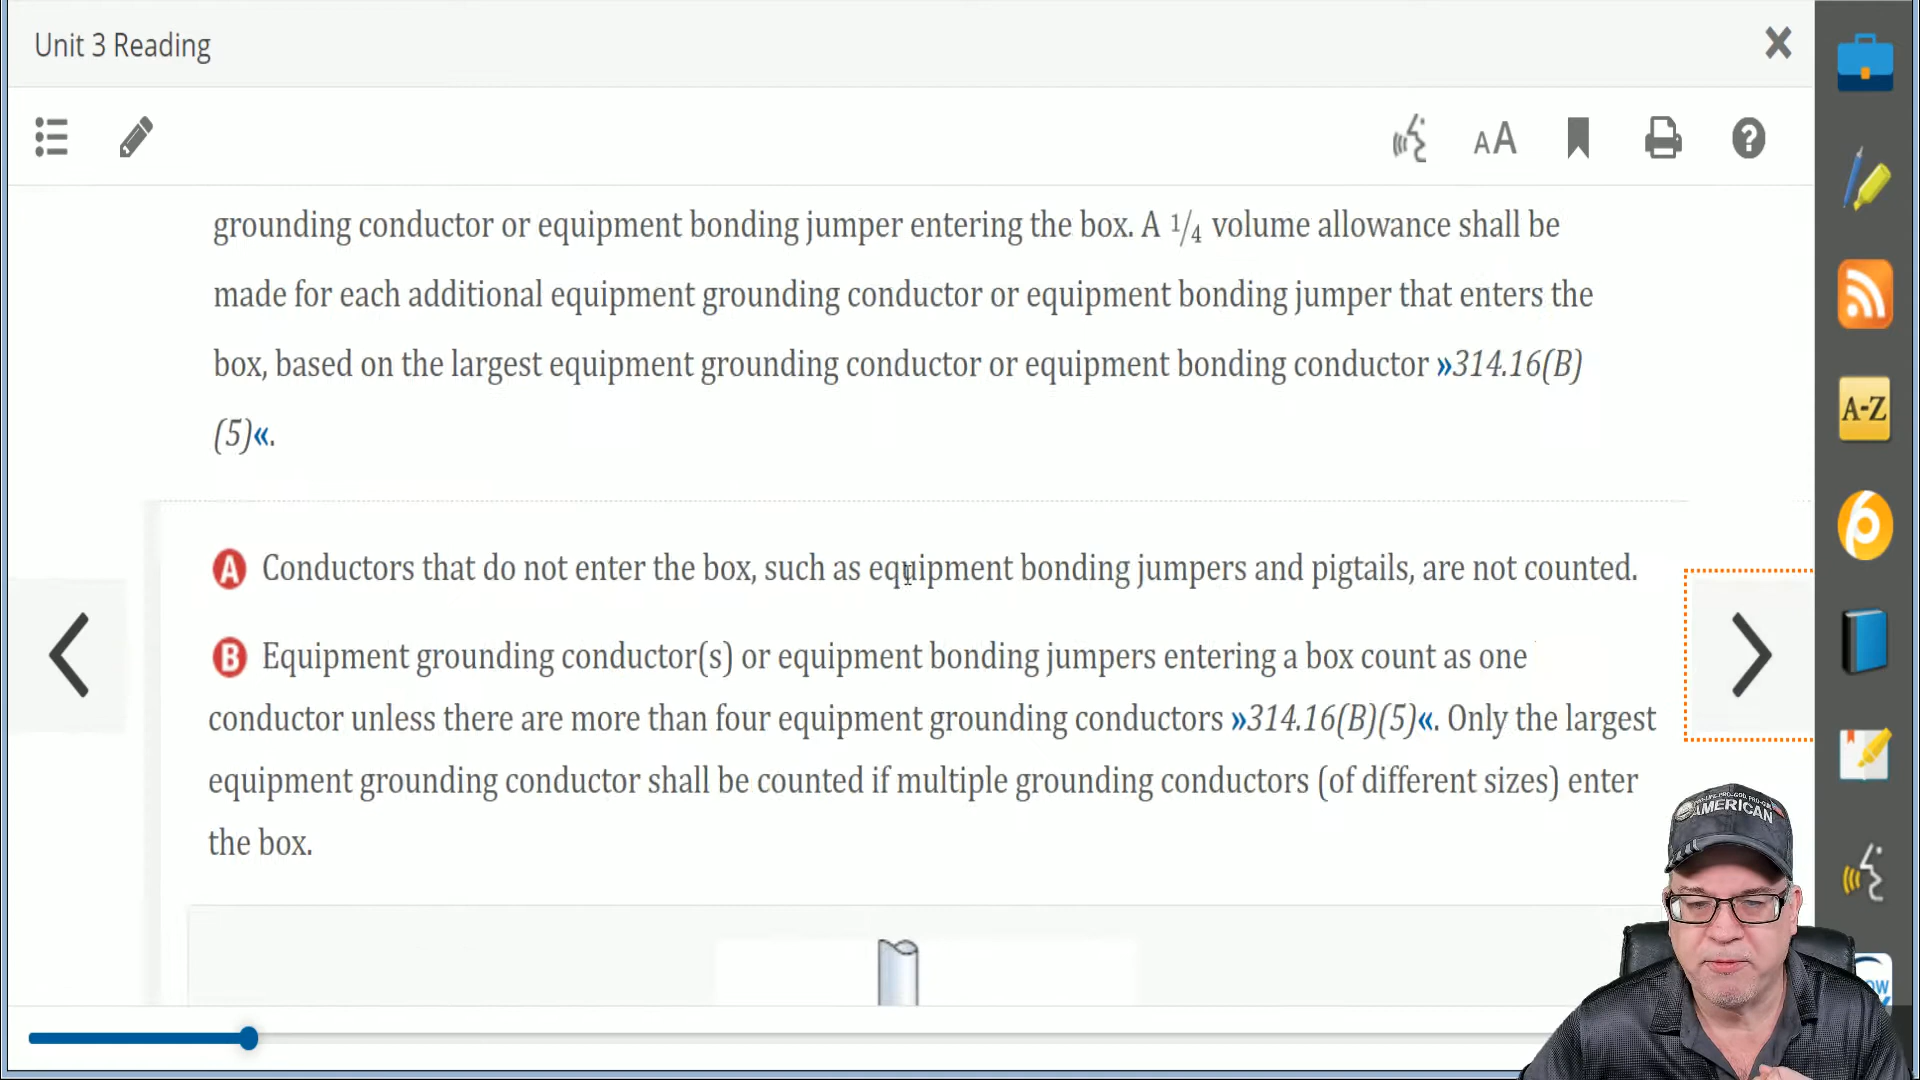 Unit 3 Reading
AA
grounding conductor or equipment bonding jumper entering the box. A 1/4 volume allowance shall be
made for each additional equipment grounding conductor or equipment bonding jumper that enters the
box, based on the largest equipment grounding conductor or equipment bonding conductor »314.16(B)
(5)«.
A Conductors that do not enter the box, such as equipment bonding jumpers and pigtails, are not counted.
B Equipment grounding conductor(s) or equipment bonding jumpers entering a box count as one
conductor unless there are more than four equipment grounding conductors »314.16(B)(5)«. Only the largest
equipment grounding conductor shall be counted if multiple grounding conductors (of different sizes) enter
the box.
A-Z
AMERICAN